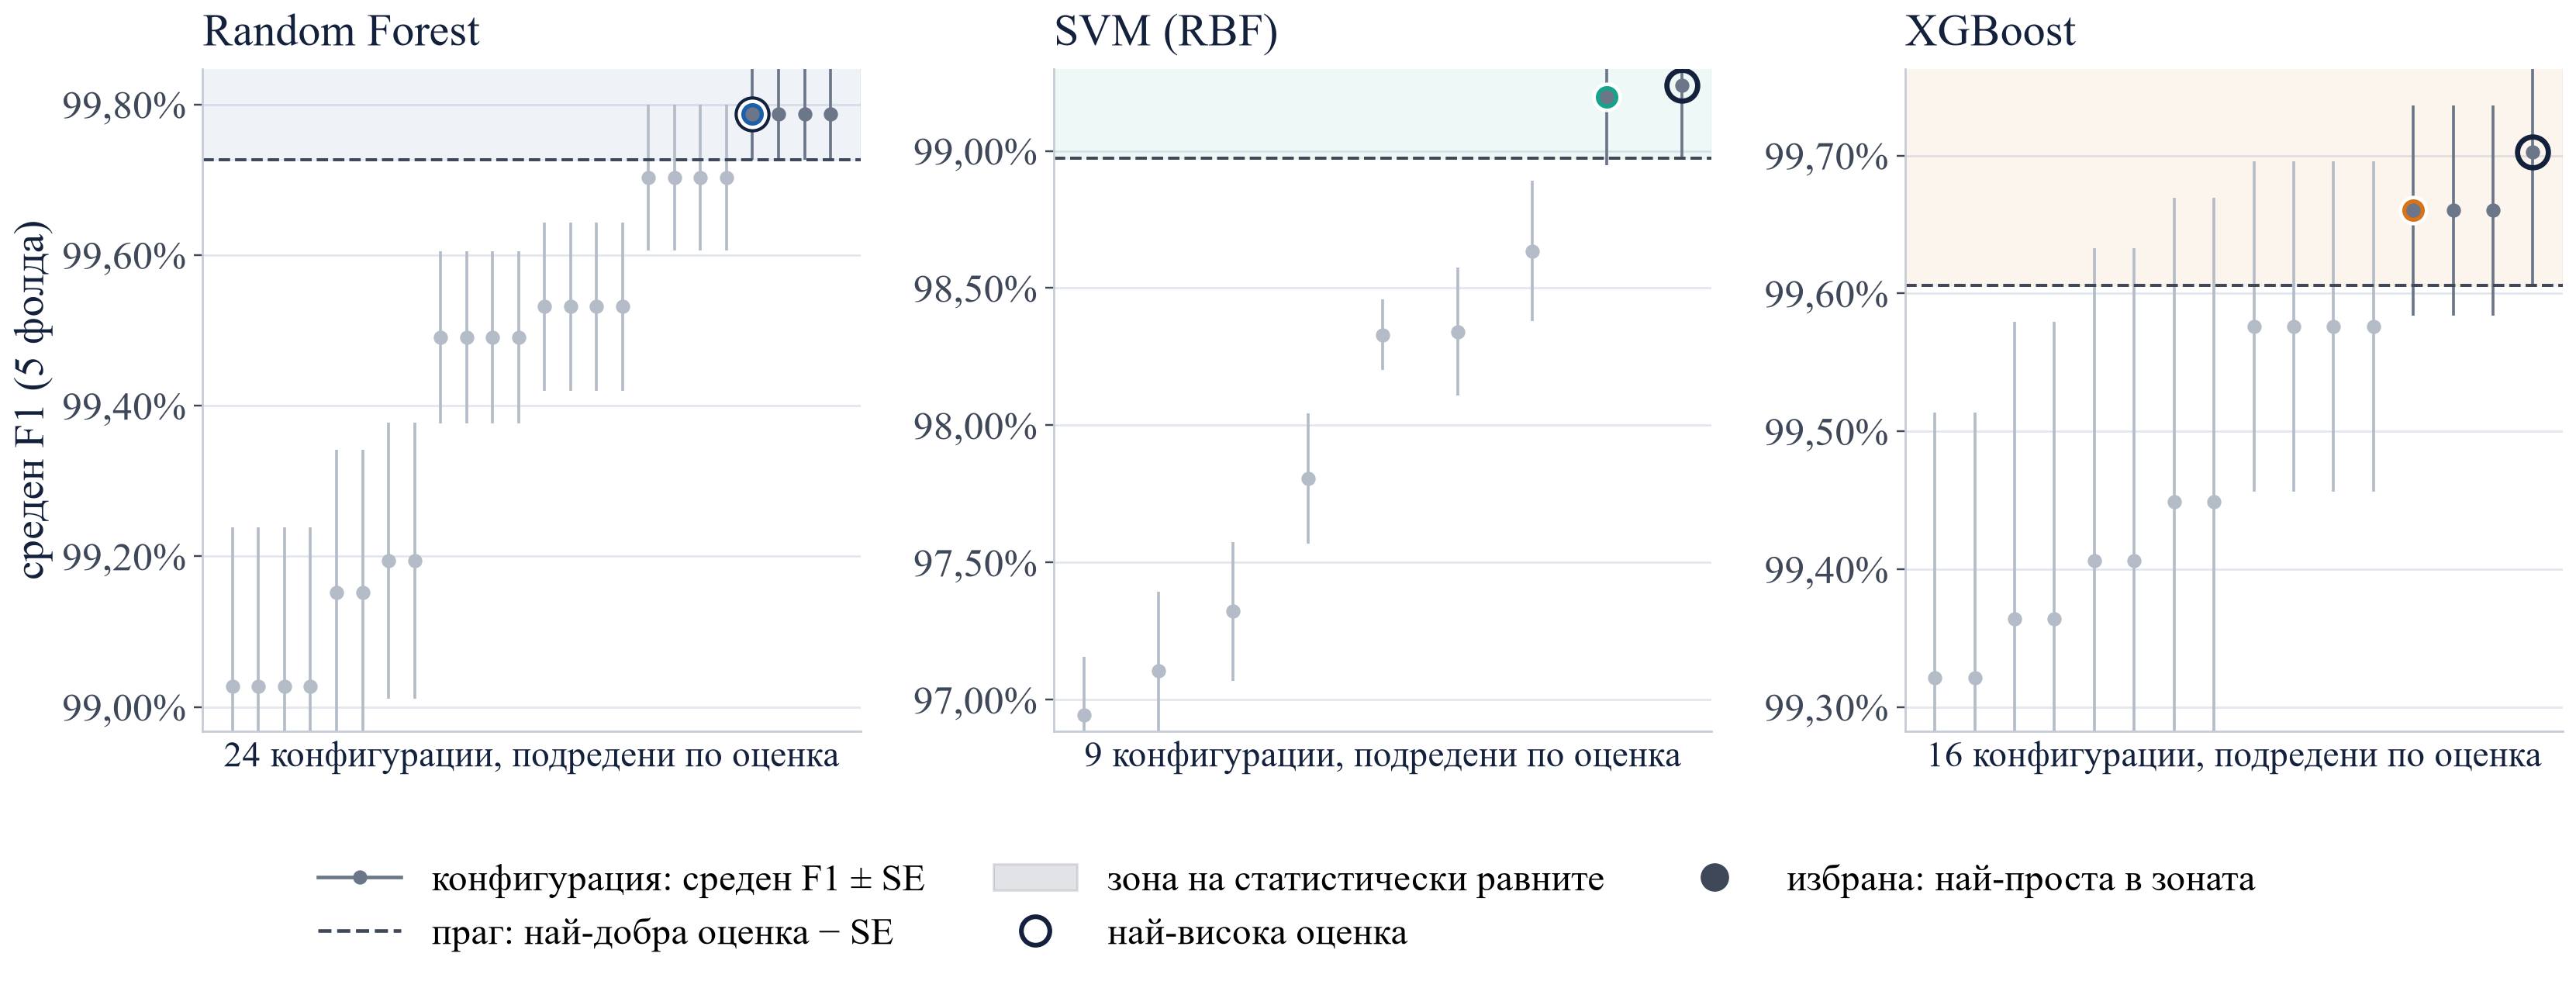 Random Forest
SVM (RBF)
XGBoost
среден F1 (5 фолда)
99,80%
99,60%
99,40%
99,20%
99,00%
24 конфигурации, подредени по оценка
99,00%
98,50%
98,00%
97,50%
97,00%
9 конфигурации, подредени по оценка
99,70%
99,60%
99,50%
99,40%
99,30%
16 конфигурации, подредени по оценка
конфигурация: среден F1 ± SE
праг: най-добра оценка − SE
зона на статистически равните
най-висока оценка
избрана: най-проста в зоната